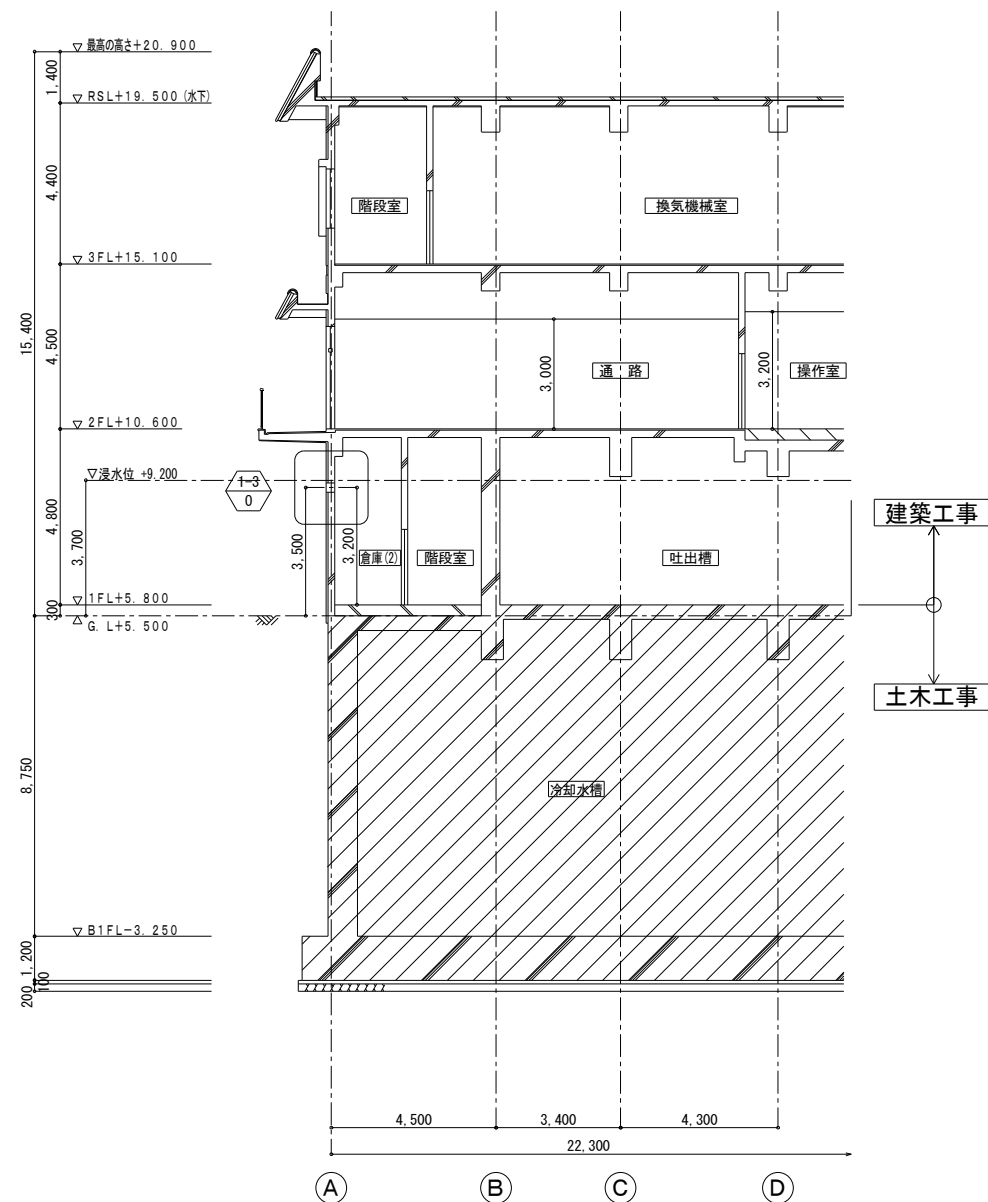 最高の高さ+20.900
1,400
RSL+19.500(水下)
4,400
階段室
換気機械室
3FL+15.100
15,400
4,500
3,000
通 路
3,200
操作室
2FL+10.600
浸水位 +9.200
1-3
0
4,800
3,700
3,500
3,200
倉庫(2)
階段室
吐出槽
建築工事
1FL+5.800
300
G.L+5.500
土木工事
8,750
冷却水槽
B1FL-3.250
1,200
200
100
4,500
3,400
4,300
22,300
A
B
C
D